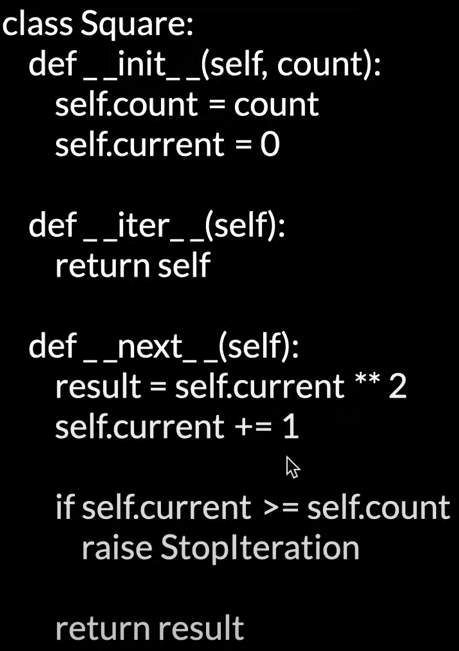 class Square:
def _ _init_ _(self, count):
self.count = count
self.current = 0
def _ _iter_ _(self):
return self
def _ _next_ _(self):
result = self.current ** 2
self.current += 1
if self.current >= self.count
raise StopIteration
return result